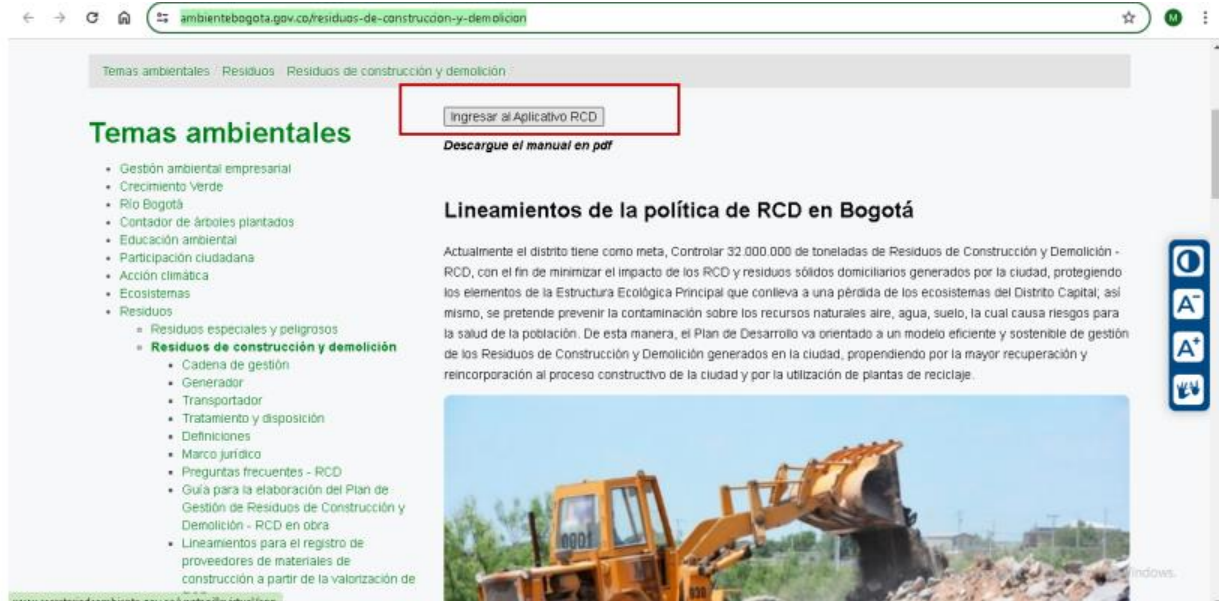 ambientebogota.gov.co/residuos-de-construccion-y-demolicion
M
Temas ambientales / Residuos / Residuos de construcción y demolición
Temas ambientales
Gestión ambiental empresarial
Crecimiento Verde
Río Bogotá
Contador de árboles plantados
Educación ambiental
Participación ciudadana
Acción climática
Ecosistemas
Residuos
Residuos especiales y peligrosos
Residuos de construcción y demolición
Cadena de gestión
Generador
Transportador
Tratamiento y disposición
Definiciones
Marco jurídico
Preguntas frecuentes - RCD
Guía para la elaboración del Plan de
Gestión de Residuos de Construcción y
Demolición - RCD en obra
Lineamientos para el registro de
proveedores de materiales de
construcción a partir de la valorización de
Ingresar al Aplicativo RCD
Descargue el manual en pdf
Lineamientos de la política de RCD en Bogotá
Actualmente el distrito tiene como meta, Controlar 32.000.000 de toneladas de Residuos de Construcción y Demolición -
RCD, con el fin de minimizar el impacto de los RCD y residuos sólidos domiciliarios generados por la ciudad, protegiendo
los elementos de la Estructura Ecológica Principal que conlleva a una pérdida de los ecosistemas del Distrito Capital; así
mismo, se pretende prevenir la contaminación sobre los recursos naturales aire, agua, suelo, la cual causa riesgos para
la salud de la población. De esta manera, el Plan de Desarrollo va orientado a un modelo eficiente y sostenible de gestión
de los Residuos de Construcción y Demolición generados en la ciudad, propendiendo por la mayor recuperación y
reincorporación al proceso constructivo de la ciudad y por la utilización de plantas de reciclaje.
A-
A+